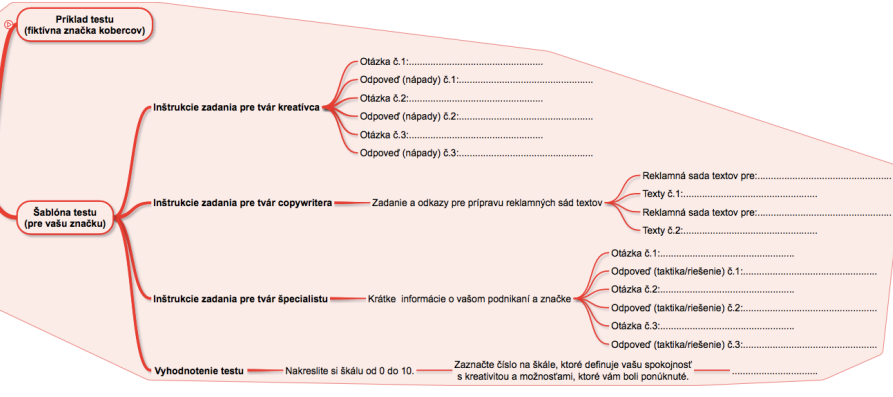 Príklad testu
(fiktívna značka kobercov)
Šablóna testu
(pre vašu značku)
Inštrukcie zadania pre tvár kreatívca
Otázka č.1:................................................
Odpoveď (nápady) č.1:................................................
Otázka č.2:................................................
Odpoveď (nápady) č.2:................................................
Otázka č.3:................................................
Odpoveď (nápady) č.3:................................................
Inštrukcie zadania pre tvár copywritera
Zadanie a odkazy pre prípravu reklamných sád textov
Reklamná sada textov pre:................................................
Texty č.1:................................................
Reklamná sada textov pre:................................................
Texty č.2:................................................
Inštrukcie zadania pre tvár špecialistu
Krátke informácie o vašom podnikaní a značke
Otázka č.1:................................................
Odpoveď (taktika/riešenie) č.1:................................................
Otázka č.2:................................................
Odpoveď (taktika/riešenie) č.2:................................................
Otázka č.3:................................................
Odpoveď (taktika/riešenie) č.3:................................................
Vyhodnotenie testu
Nakreslite si škálu od 0 do 10.
Zaznačte číslo na škále, ktoré definuje vašu spokojnosť
s kreativitou a možnosťami, ktoré vám boli ponúknuté.
................................